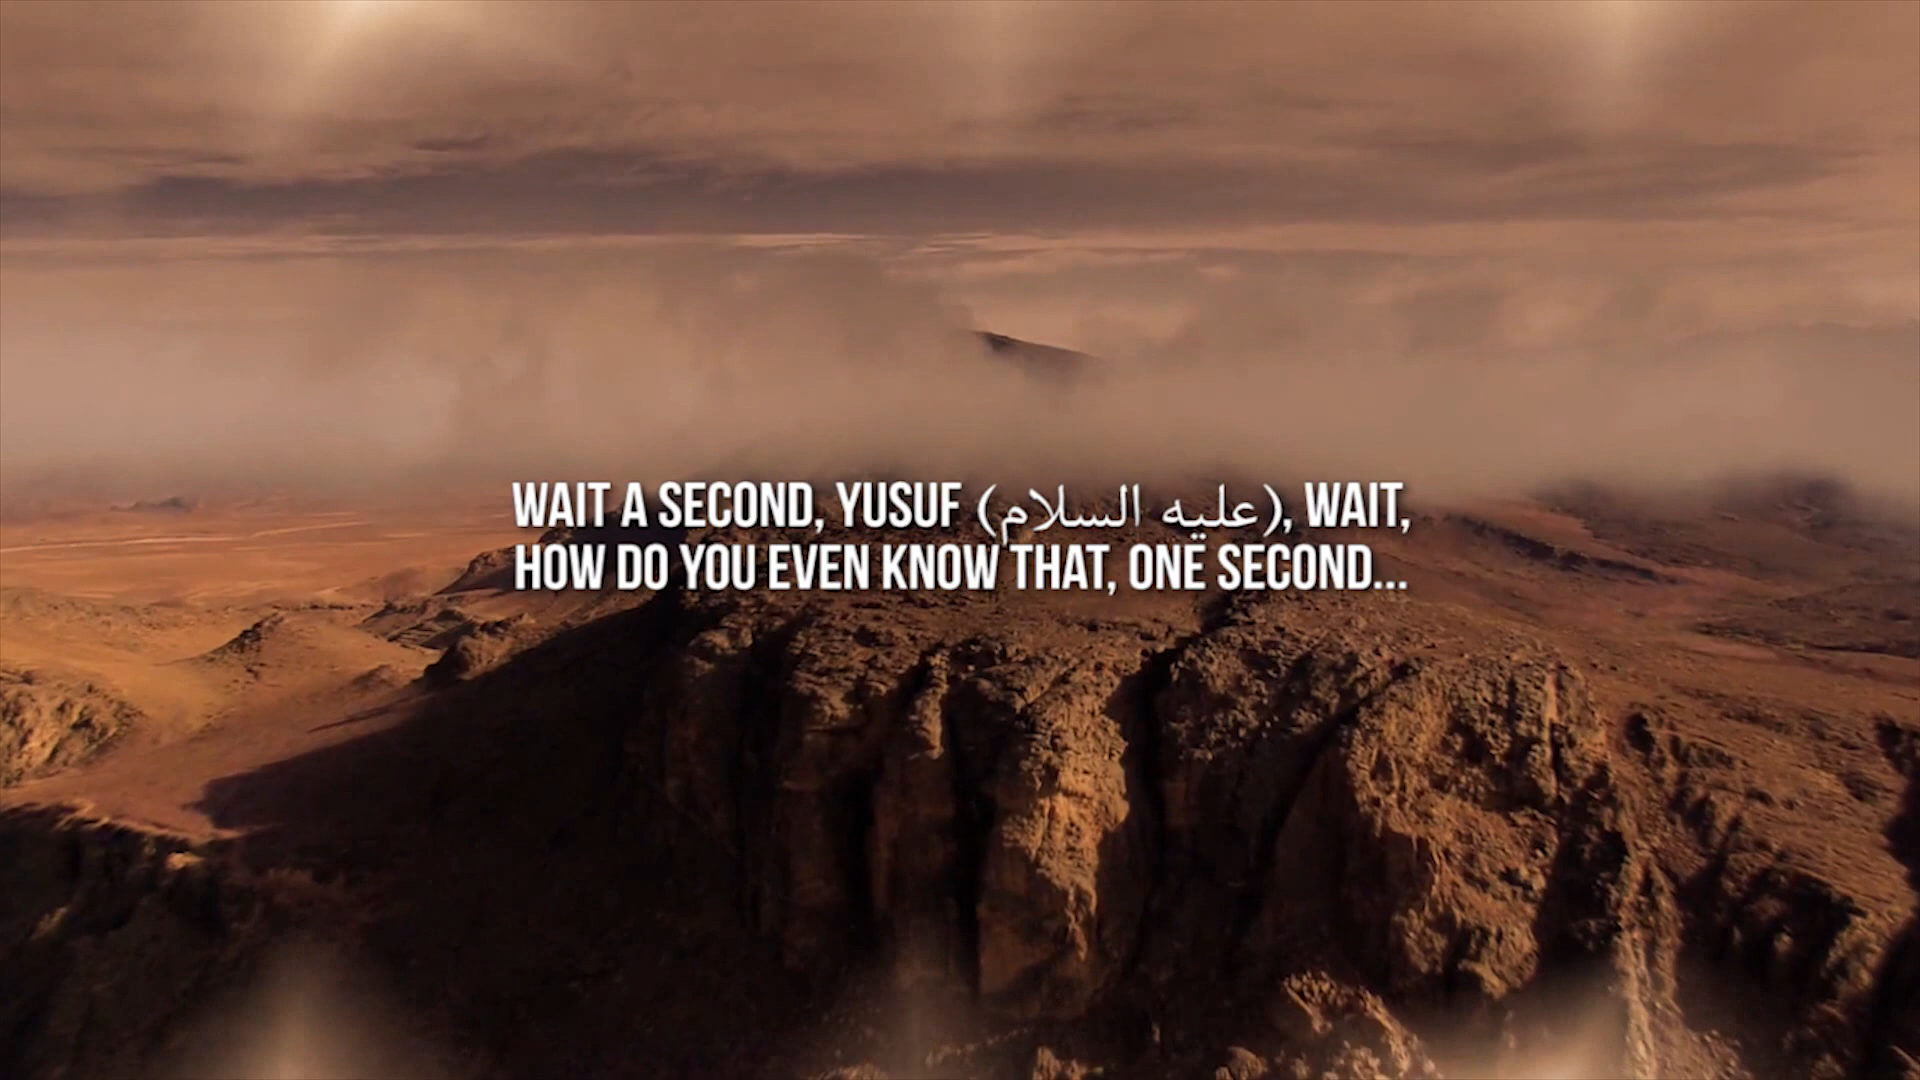 WAIT A SECOND, YUSUF (عليه السلام), WAIT,
HOW DO YOU EVEN KNOW THAT, ONE SECOND...